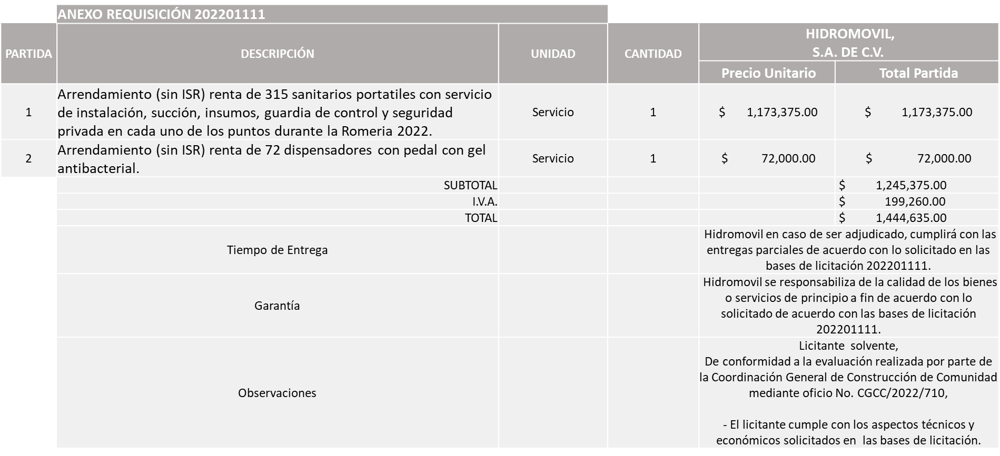 ANEXO REQUISICIÓN 202201111
PARTIDA
DESCRIPCIÓN
UNIDAD
CANTIDAD
HIDROMOVIL,
S.A. DE C.V.
Precio Unitario
Total Partida
1
Arrendamiento (sin ISR) renta de 315 sanitarios portatiles con servicio
de instalación, succión, insumos, guardia de control y seguridad
privada en cada uno de los puntos durante la Romeria 2022.
Servicio
1
$ 1,173,375.00
$ 1,173,375.00
2
Arrendamiento (sin ISR) renta de 72 dispensadores con pedal con gel
antibacterial.
Servicio
1
$ 72,000.00
$ 72,000.00
SUBTOTAL
$ 1,245,375.00
I.V.A.
$ 199,260.00
TOTAL
$ 1,444,635.00
Tiempo de Entrega
Hidromovil en caso de ser adjudicado, cumplirá con las
entregas parciales de acuerdo con lo solicitado en las
bases de licitación 202201111.
Garantía
Hidromovil se responsabiliza de la calidad de los bienes
o servicios de principio a fin de acuerdo con lo
solicitado de acuerdo con las bases de licitación
202201111.
Observaciones
Licitante solvente,
De conformidad a la evaluación realizada por parte de
la Coordinación General de Construcción de Comunidad
mediante oficio No. CGCC/2022/710,
- El licitante cumple con los aspectos técnicos y
económicos solicitados en las bases de licitación.